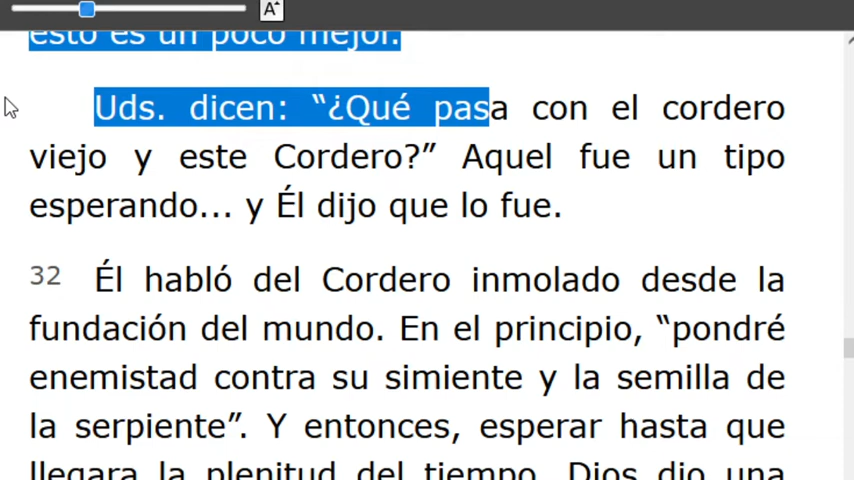 A
esto es un poco mejor.
Uds. dicen: “¿Qué pasa con el cordero
viejo y este Cordero?” Aquel fue un tipo
esperando... y Él dijo que lo fue.
32 Él habló del Cordero inmolado desde la
fundación del mundo. En el principio, “pondré
enemistad contra su simiente y la semilla de
la serpiente”. Y entonces, esperar hasta que
llegara la plenitud del tiempo. Dios dio una